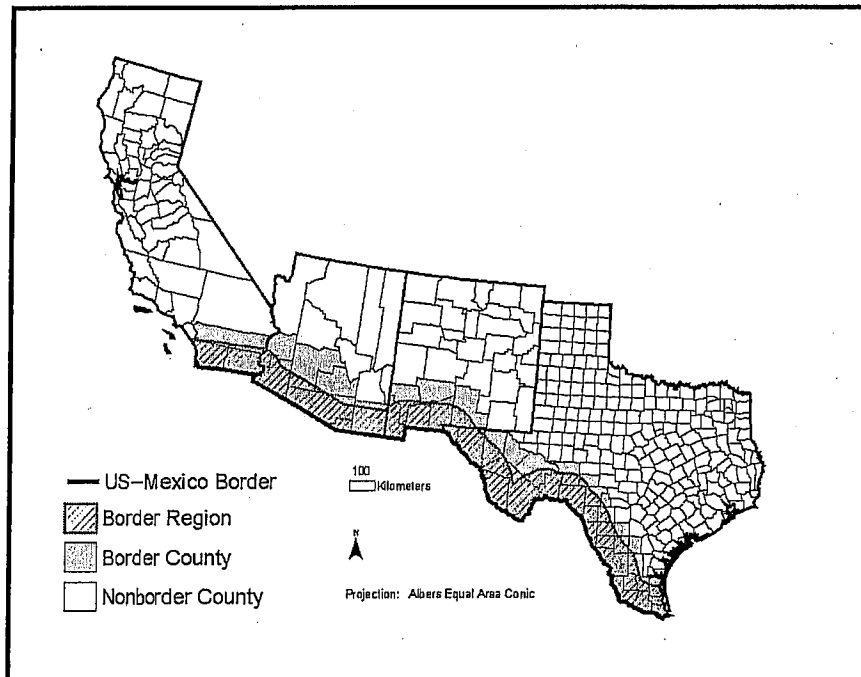 US–Mexico Border
Border Region
Border County
Nonborder County
100
Kilometers
N
Projection: Albers Equal Area Conic